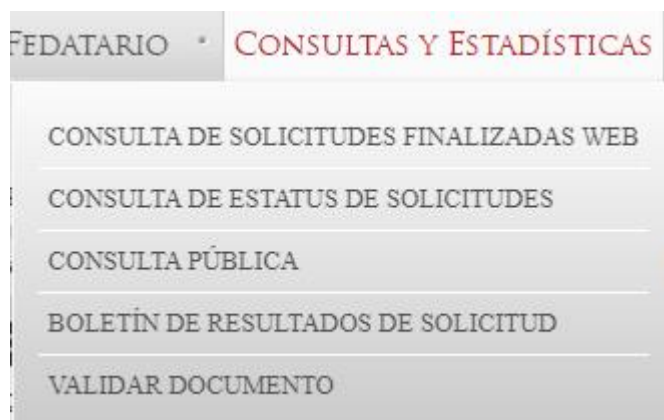 FEDATARIO • CONSULTAS Y ESTADÍSTICAS
CONSULTA DE SOLICITUDES FINALIZADAS WEB
CONSULTA DE ESTATUS DE SOLICITUDES
CONSULTA PÚBLICA
BOLETÍN DE RESULTADOS DE SOLICITUD
VALIDAR DOCUMENTO